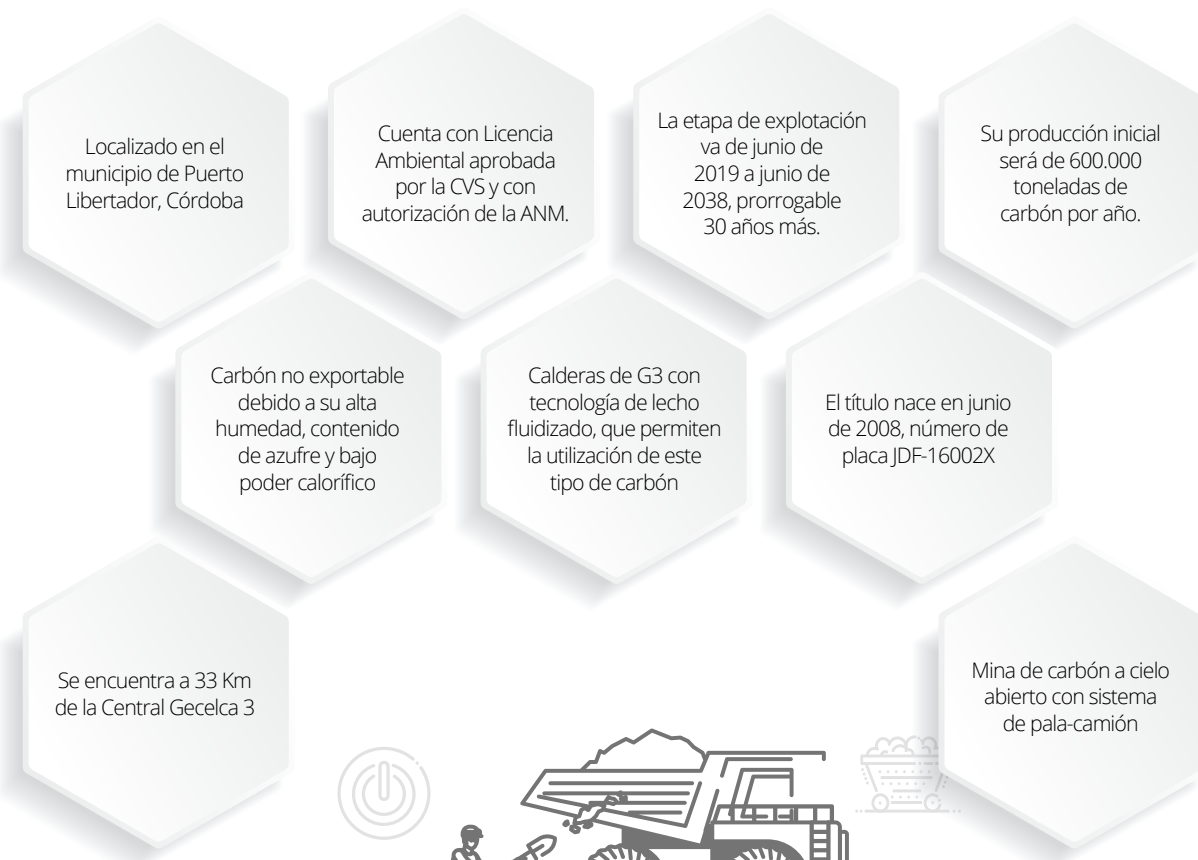 Localizado en el
municipio de Puerto
Libertador, Córdoba
Cuenta con Licencia
Ambiental aprobada
por la CVS y con
autorización de la ANM.
La etapa de explotación
va de junio de
2019 a junio de
2038, prorrogable
30 años más.
Su producción inicial
será de 600.000
toneladas de
carbón por año.
Carbón no exportable
debido a su alta
humedad, contenido
de azufre y bajo
poder calorífico
Calderas de G3 con
tecnología de lecho
fluidizado, que permiten
la utilización de este
tipo de carbón
El título nace en junio
de 2008, número de
placa JDF-16002X
Se encuentra a 33 Km
de la Central Gecelca 3
Mina de carbón a cielo
abierto con sistema
de pala-camión